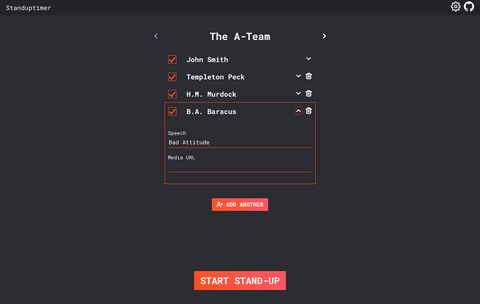 Standuptimer
The A-Team
John Smith
Templeton Peck
H.M. Murdock
B.A. Baracus
Speech
Bad Attitude
Media URL
ADD ANOTHER
START STAND-UP